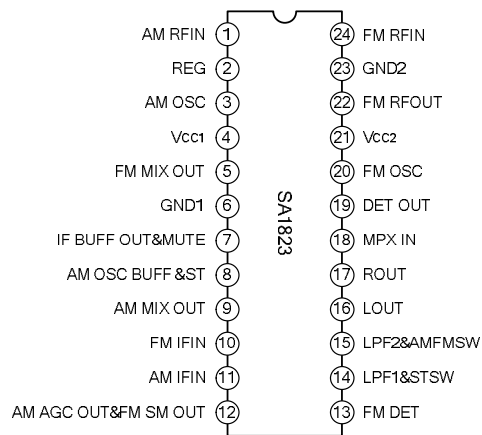 AM RFIN 1 24 FM RFIN
REG 2 23 GND2
AM OSC 3 22 FM RFOUT
VCC1 4 21 VCC2
FM MIX OUT 5 20 FM OSC
GND1 6 19 DET OUT
IF BUFF OUT&MUTE 7 18 MPX IN
AM OSC BUFF &ST 8 17 ROUT
AM MIX OUT 9 16 LOUT
FM IFIN 10 15 LPF2&AMFMSW
AM IFIN 11 14 LPF1&STSW
AM AGC OUT&FM SM OUT 12 13 FM DET
SA1823